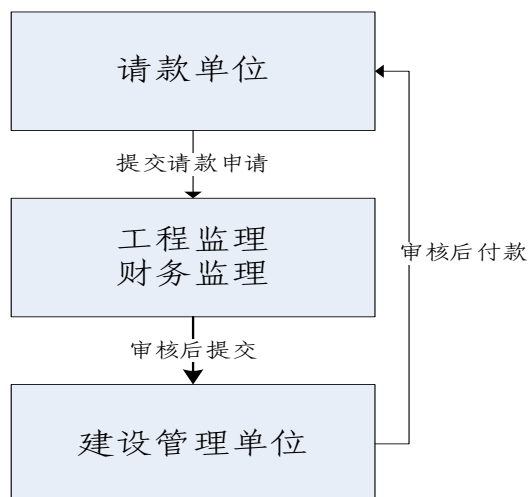 请款单位
提交请款申请
工程监理
财务监理
审核后付款
审核后提交
建设管理单位